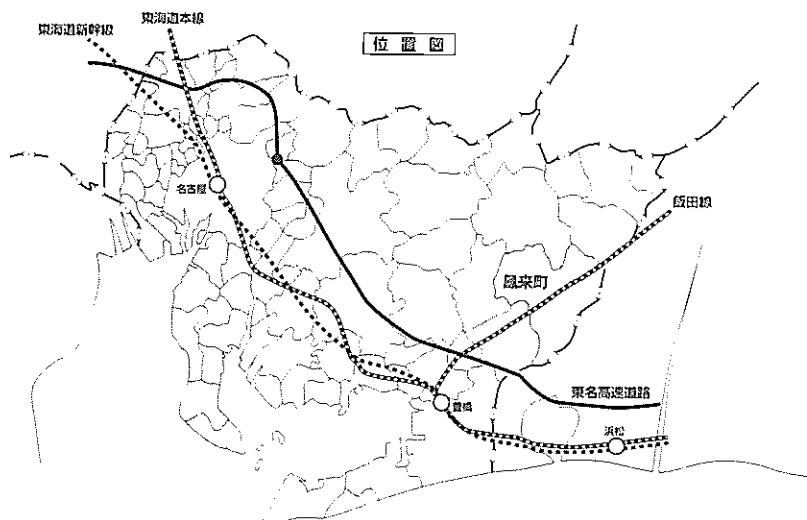 東海道本線
東海道新幹線
位置図
名古屋
飯田線
鳳来町
東名高速道路
豊橋
浜松